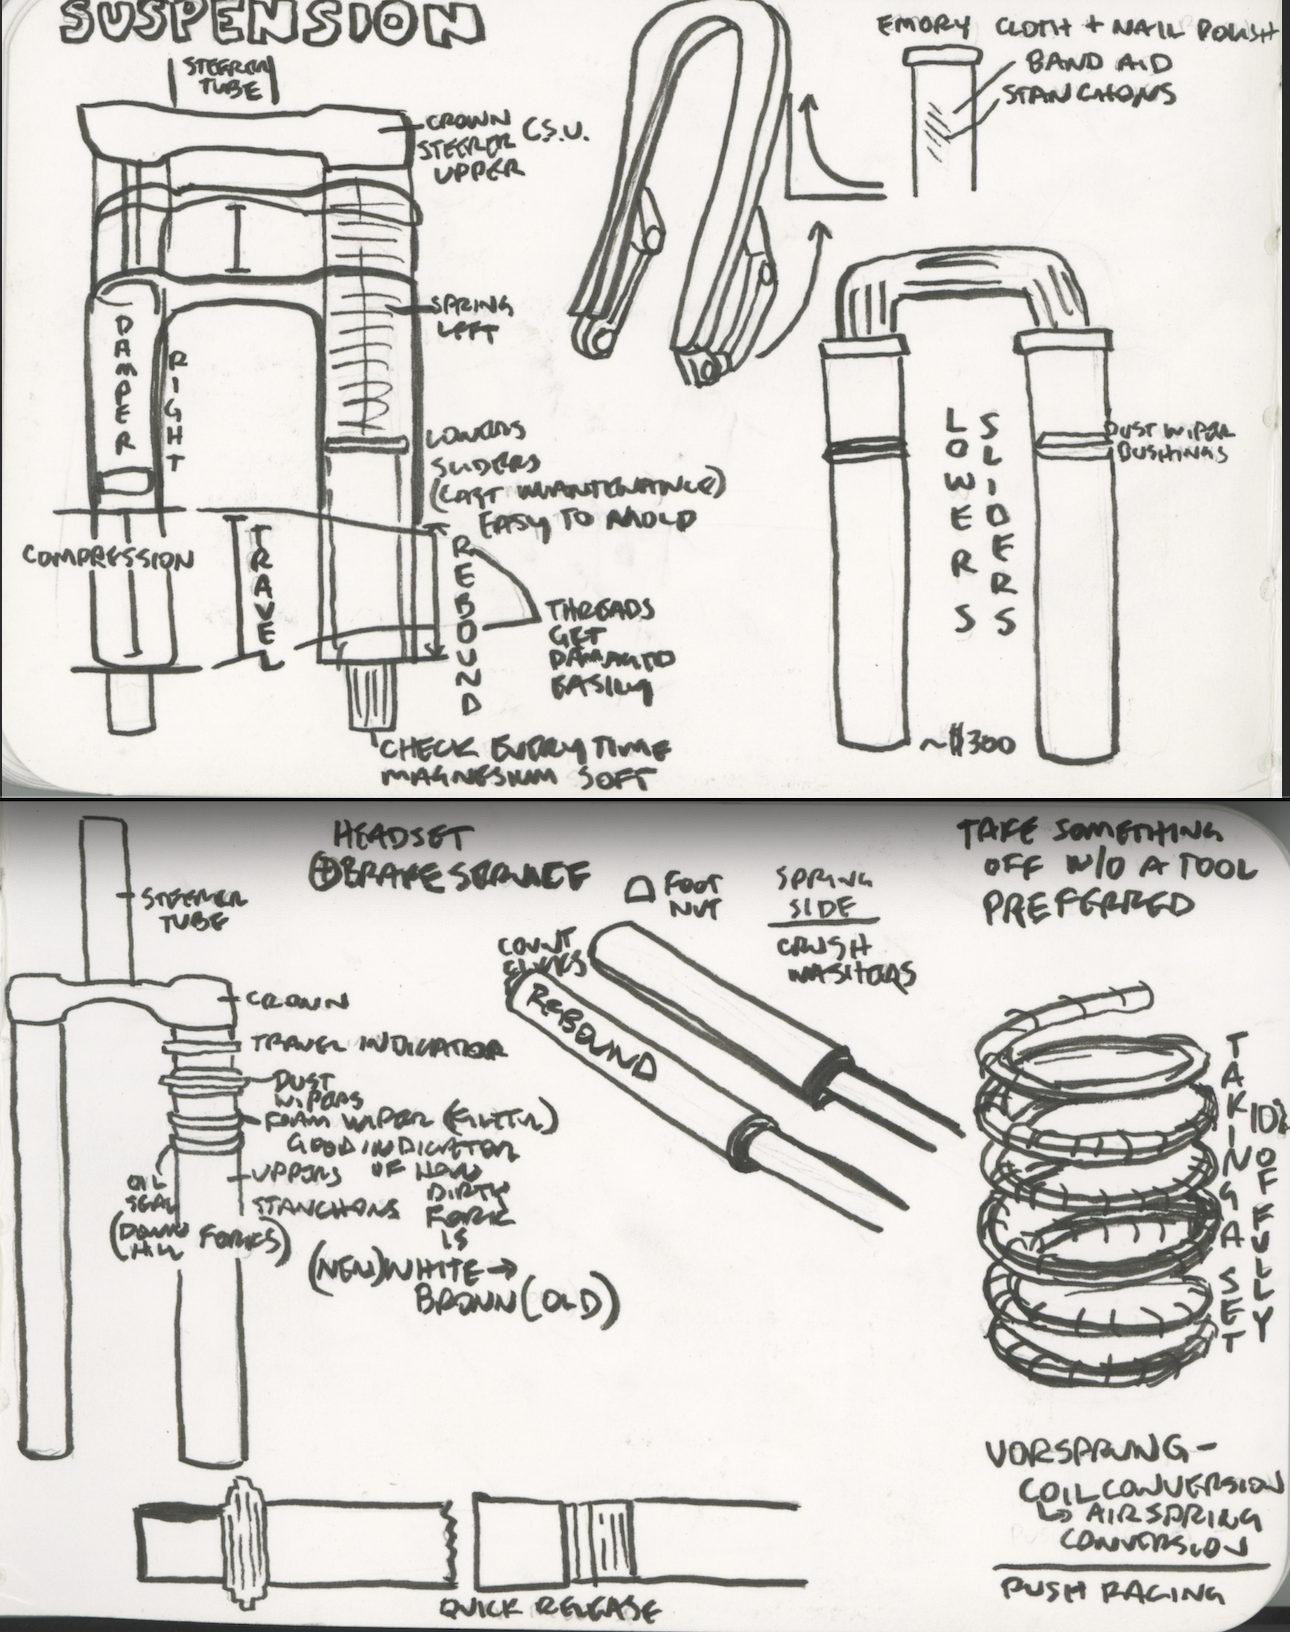 SUSPENSION
STEERER
TUBE
CROWN
STEERER C.S.U.
UPPER
EMORY CLOTH + NAIL POLISH
BAND AID
STANCHONS
SPRING
LEFT
DAMPER
RIGHT
LOWERS
SLIDERS
(CAST MAINTENANCE)
EASY TO MOLD
COMPRESSION
TRAVEL
REBOUND
THREADS
GET
DAMAGED
EASILY
CHECK EVERY TIME
MAGNESIUM SOFT
LOWERS
SLIDERS
DUST WIPER
BUSHINGS
~$300
HEADSET
BRAKE SERVICE
STEERER
TUBE
CROWN
TRAVEL INDICATOR
DUST
WIPERS
FOAM WIPER (FILTER)
GOOD INDICATOR
OF HOW
DIRTY
FORK
IS
(NEW) WHITE →
BROWN (OLD)
UPPERS
STANCHONS
OIL
SEAL
(DOWN HILL FORKS)
FOOT
NUT
COUNT
CLICKS
REBOUND
SPRING
SIDE
CRUSH
WASHERS
TAKE SOMETHING
OFF W/O A TOOL
PREFERRED
TAKING A SET
10% OF FULLY
VORSPRUNG -
COIL CONVERSION
↳ AIR SPRING
CONVERSION
PUSH RACING
QUICK RELEASE